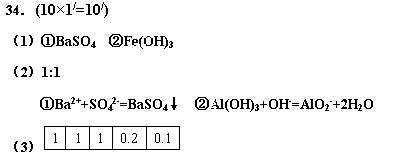 34. (10×1/=10/)
(1) ①BaSO₄ ②Fe(OH)₃
(2) 1:1
①Ba²⁺+SO₄²⁻=BaSO₄↓ ②Al(OH)₃+OH⁻=AlO₂⁻+2H₂O
(3) 1 1 1 0.2 0.1